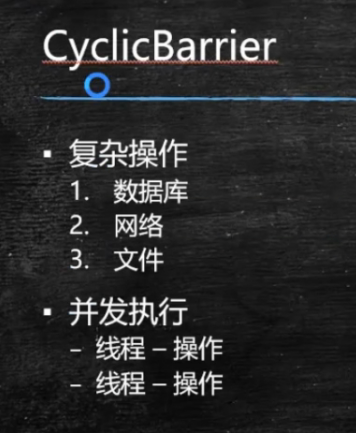 CyclicBarrier
▪ 复杂操作
1. 数据库
2. 网络
3. 文件
▪ 并发执行
– 线程 – 操作
– 线程 – 操作